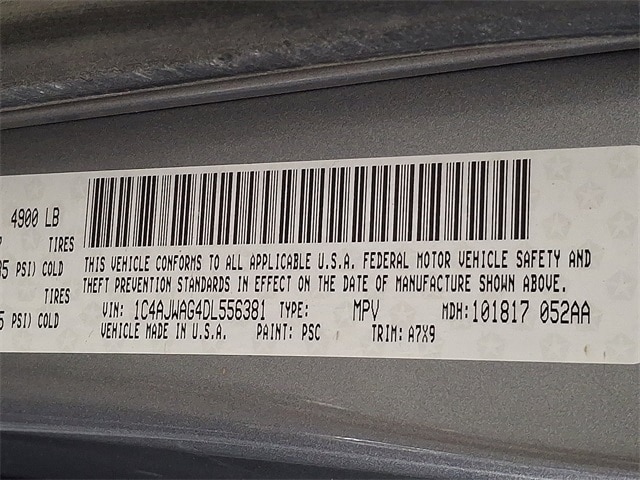 4900 LB
TIRES
PSI) COLD
TIRES
PSI) COLD
THIS VEHICLE CONFORMS TO ALL APPLICABLE U.S.A. FEDERAL MOTOR VEHICLE SAFETY AND
THEFT PREVENTION STANDARDS IN EFFECT ON THE DATE OF MANUFACTURE SHOWN ABOVE.
VIN: 1C4AJWAG4DL556381 TYPE: MPV MDH: 101817 052AA
VEHICLE MADE IN U.S.A. PAINT: PSC TRIM: A7X9